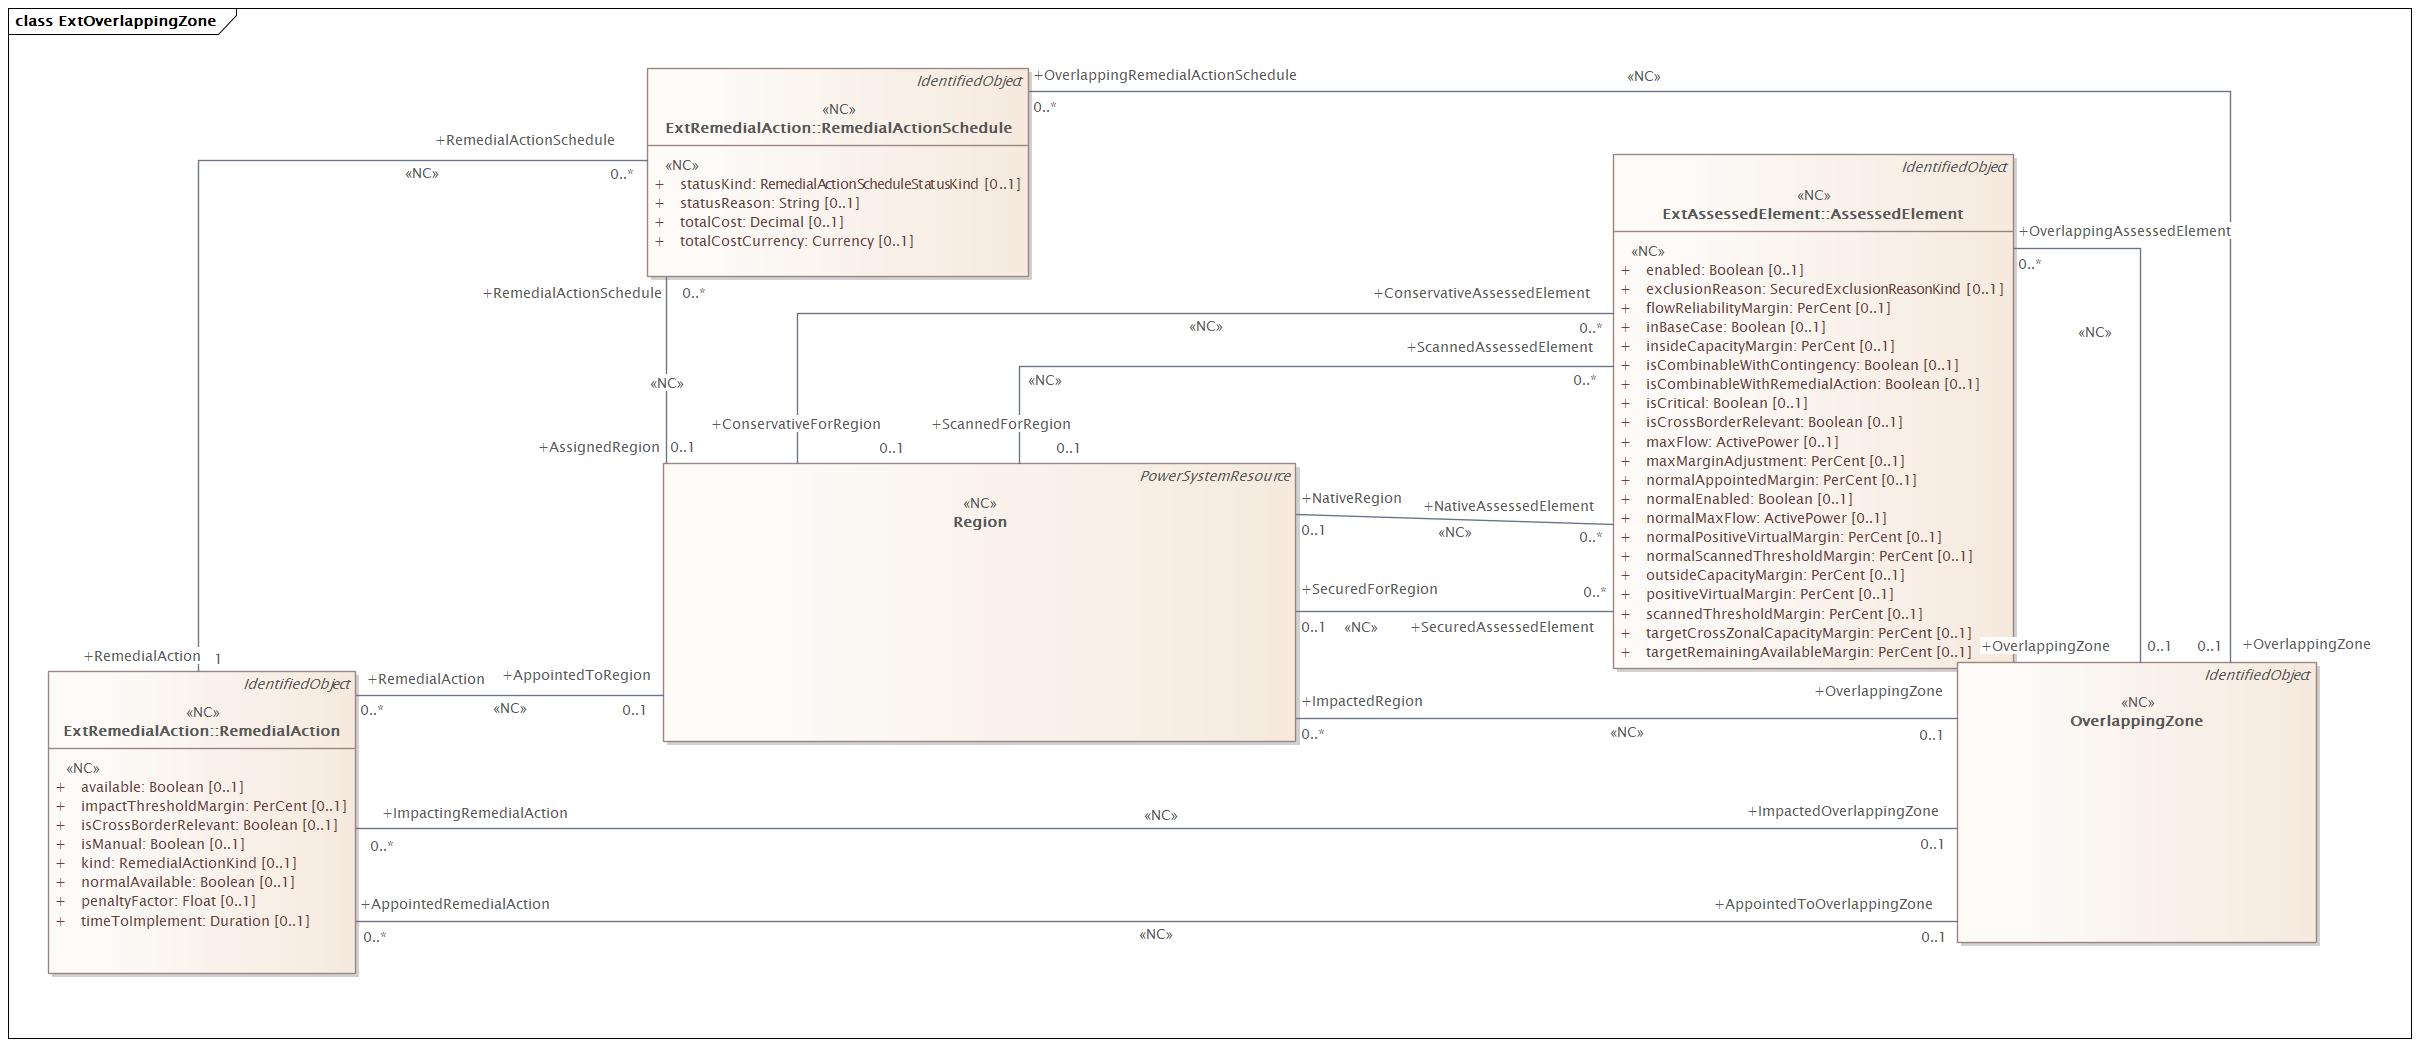 class ExtOverlappingZone
IdentifiedObject
«NC»
ExtRemedialAction::RemedialActionSchedule
«NC»
+ statusKind: RemedialActionScheduleStatusKind [0..1]
+ statusReason: String [0..1]
+ totalCost: Decimal [0..1]
+ totalCostCurrency: Currency [0..1]
+OverlappingRemedialActionSchedule
0..*
«NC»
+RemedialActionSchedule
«NC»
0..*
IdentifiedObject
«NC»
ExtAssessedElement::AssessedElement
«NC»
+ enabled: Boolean [0..1]
+ exclusionReason: SecuredExclusionReasonKind [0..1]
+ flowReliabilityMargin: PerCent [0..1]
+ inBaseCase: Boolean [0..1]
+ insideCapacityMargin: PerCent [0..1]
+ isCombinableWithContingency: Boolean [0..1]
+ isCombinableWithRemedialAction: Boolean [0..1]
+ isCritical: Boolean [0..1]
+ isCrossBorderRelevant: Boolean [0..1]
+ maxFlow: ActivePower [0..1]
+ maxMarginAdjustment: PerCent [0..1]
+ normalAppointedMargin: PerCent [0..1]
+ normalEnabled: Boolean [0..1]
+ normalMaxFlow: ActivePower [0..1]
+ normalPositiveVirtualMargin: PerCent [0..1]
+ normalScannedThresholdMargin: PerCent [0..1]
+ outsideCapacityMargin: PerCent [0..1]
+ positiveVirtualMargin: PerCent [0..1]
+ scannedThresholdMargin: PerCent [0..1]
+ targetCrossZonalCapacityMargin: PerCent [0..1]
+ targetRemainingAvailableMargin: PerCent [0..1]
+OverlappingAssessedElement
0..*
«NC»
+RemedialActionSchedule
0..*
«NC»
+AssignedRegion
0..1
+ConservativeAssessedElement
«NC»
0..*
+ConservativeForRegion
0..1
+ScannedAssessedElement
«NC»
0..*
+ScannedForRegion
0..1
PowerSystemResource
«NC»
Region
+NativeRegion
0..1
+NativeAssessedElement
«NC»
0..*
+SecuredForRegion
0..*
0..1
«NC»
+SecuredAssessedElement
+OverlappingZone
0..1
0..1
+OverlappingZone
+RemedialAction
1
IdentifiedObject
«NC»
ExtRemedialAction::RemedialAction
«NC»
+ available: Boolean [0..1]
+ impactThresholdMargin: PerCent [0..1]
+ isCrossBorderRelevant: Boolean [0..1]
+ isManual: Boolean [0..1]
+ kind: RemedialActionKind [0..1]
+ normalAvailable: Boolean [0..1]
+ penaltyFactor: Float [0..1]
+ timeToImplement: Duration [0..1]
+RemedialAction
+AppointedToRegion
0..*
«NC»
0..1
+ImpactedRegion
+OverlappingZone
0..*
«NC»
0..1
IdentifiedObject
«NC»
OverlappingZone
+ImpactingRemedialAction
«NC»
+ImpactedOverlappingZone
0..*
0..1
+AppointedRemedialAction
+AppointedToOverlappingZone
0..*
«NC»
0..1